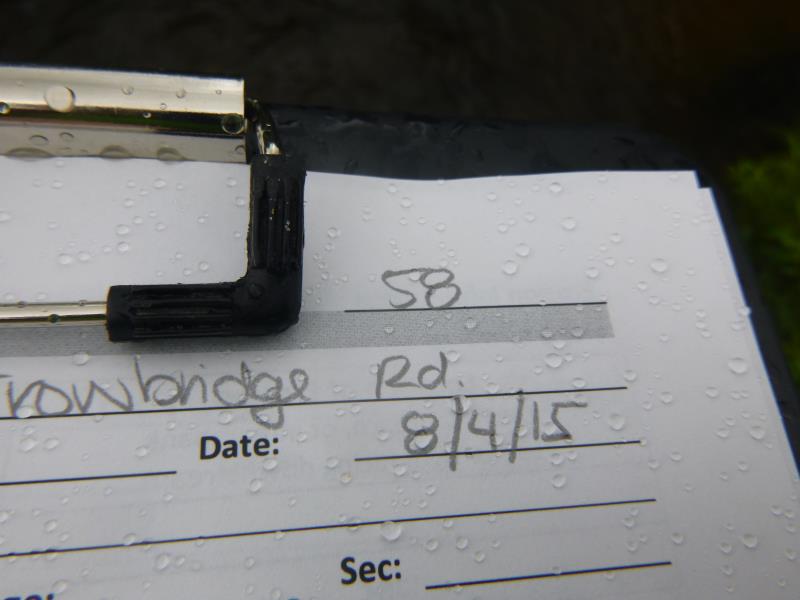 58
Trowbridge Rd.
Date: 8/4/15
Sec: